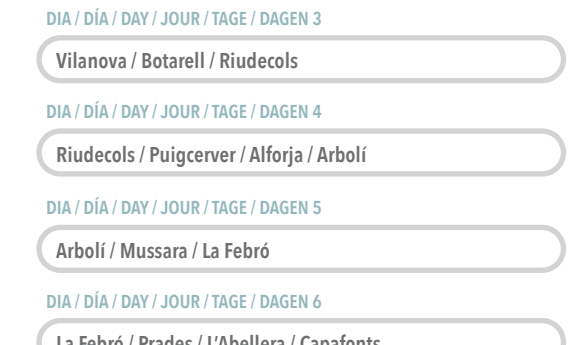 DIA / DÍA / DAY / JOUR / TAGE / DAGEN 3
Vilanova / Botarell / Riudecols
DIA / DÍA / DAY / JOUR / TAGE / DAGEN 4
Riudecols / Puigcerver / Alforja / Arbolí
DIA / DÍA / DAY / JOUR / TAGE / DAGEN 5
Arbolí / Mussara / La Febró
DIA / DÍA / DAY / JOUR / TAGE / DAGEN 6
La Febró / Prades / L'Abellera / Capafonts